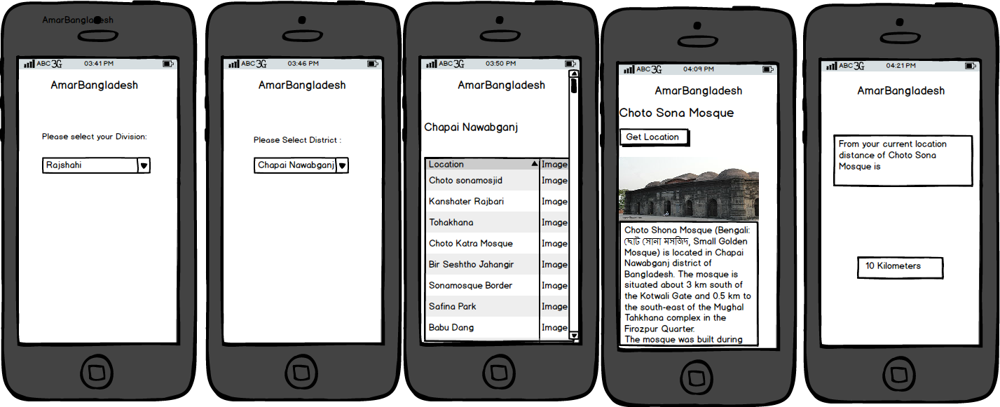 AmarBangladesh
ABC 3G 03:41 PM
AmarBangladesh
Please select your Division:
Rajshahi
ABC 3G 03:46 PM
AmarBangladesh
Please Select District :
Chapai Nawabganj
ABC 3G 03:50 PM
AmarBangladesh
Chapai Nawabganj
Location Image
Choto sonamosjid Image
Kanshater Rajbari Image
Tohakhana Image
Choto Katra Mosque Image
Bir Seshtho Jahangir Image
Sonamosque Border Image
Safina Park Image
Babu Dang Image
ABC 3G 04:09 PM
AmarBangladesh
Choto Sona Mosque
Get Location
Choto Shona Mosque (Bengali:
ছোট সোনা মসজিদ, Small Golden
Mosque) is located in Chapai
Nawabganj district of
Bangladesh. The mosque is
situated about 3 km south of
the Kotwali Gate and 0.5 km to
the south-east of the Mughal
Tahkhana complex in the
Firozpur Quarter.
The mosque was built during
ABC 3G 04:21 PM
AmarBangladesh
From your current location
distance of Choto Sona
Mosque is
10 Kilometers